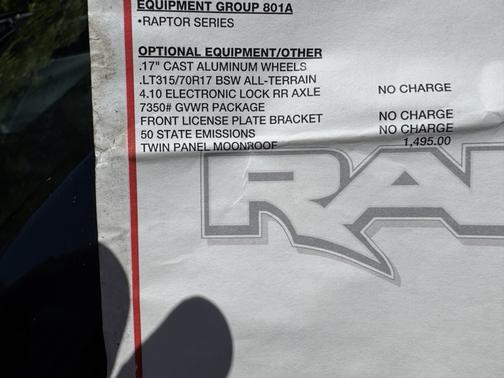 EQUIPMENT GROUP 801A
•RAPTOR SERIES
OPTIONAL EQUIPMENT/OTHER
.17" CAST ALUMINUM WHEELS
.LT315/70R17 BSW ALL-TERRAIN
4.10 ELECTRONIC LOCK RR AXLE NO CHARGE
7350# GVWR PACKAGE
FRONT LICENSE PLATE BRACKET NO CHARGE
50 STATE EMISSIONS NO CHARGE
TWIN PANEL MOONROOF 1,495.00
RA